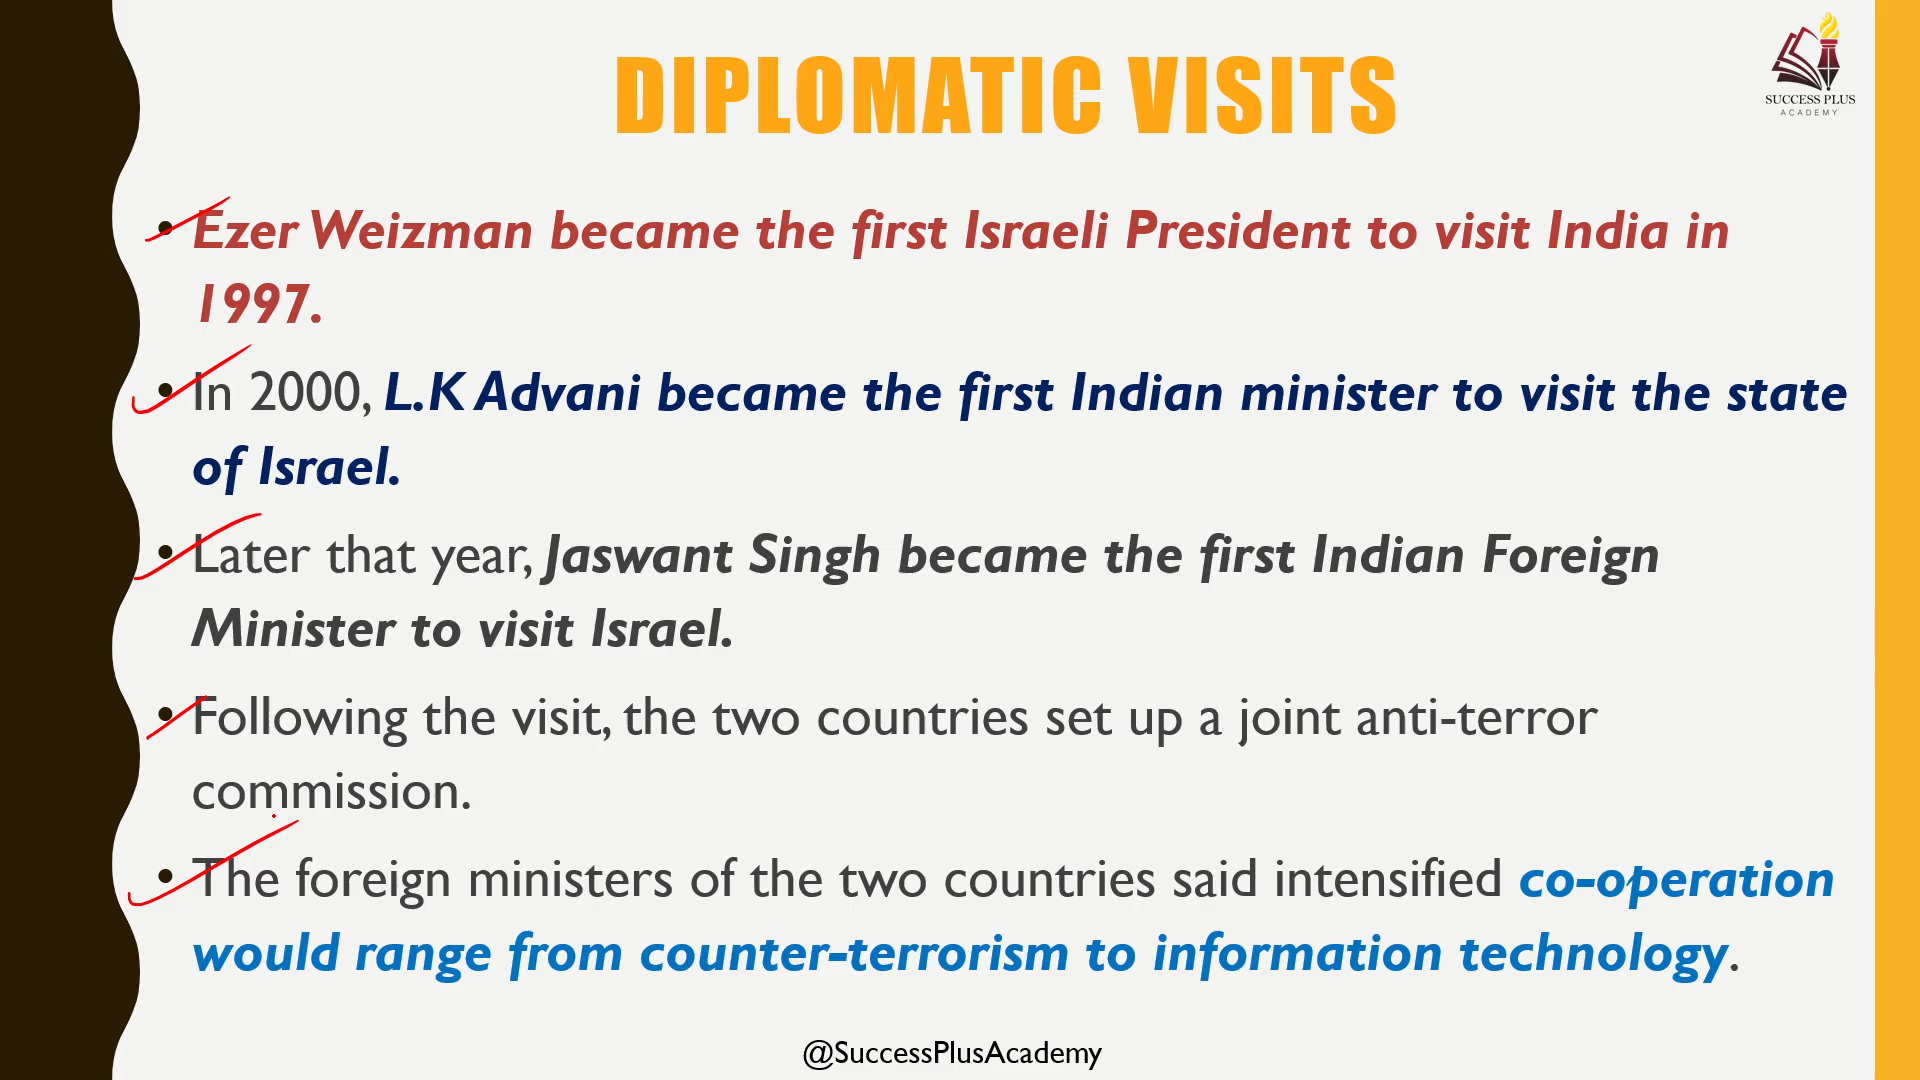 DIPLOMATIC VISITS
SUCCESS PLUS
ACADEMY
• Ezer Weizman became the first Israeli President to visit India in
1997.
• In 2000, L.K Advani became the first Indian minister to visit the state
of Israel.
• Later that year, Jaswant Singh became the first Indian Foreign
Minister to visit Israel.
• Following the visit, the two countries set up a joint anti-terror
commission.
• The foreign ministers of the two countries said intensified co-operation
would range from counter-terrorism to information technology.
@SuccessPlusAcademy